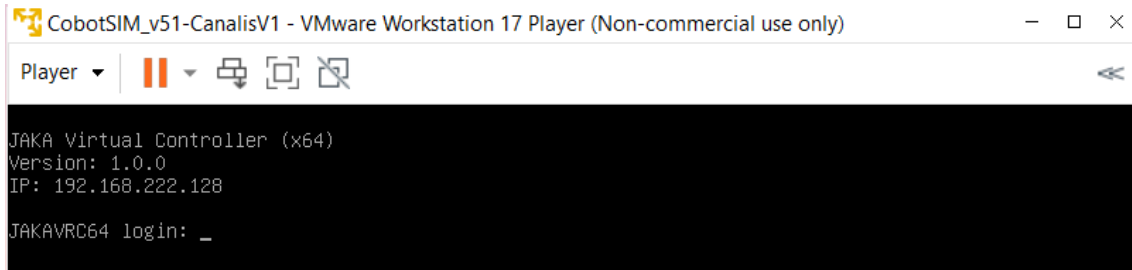 CobotSIM_v51-CanalisV1 - VMware Workstation 17 Player (Non-commercial use only)
Player
JAKA Virtual Controller (x64)
Version: 1.0.0
IP: 192.168.222.128
JAKAVRC64 login: _